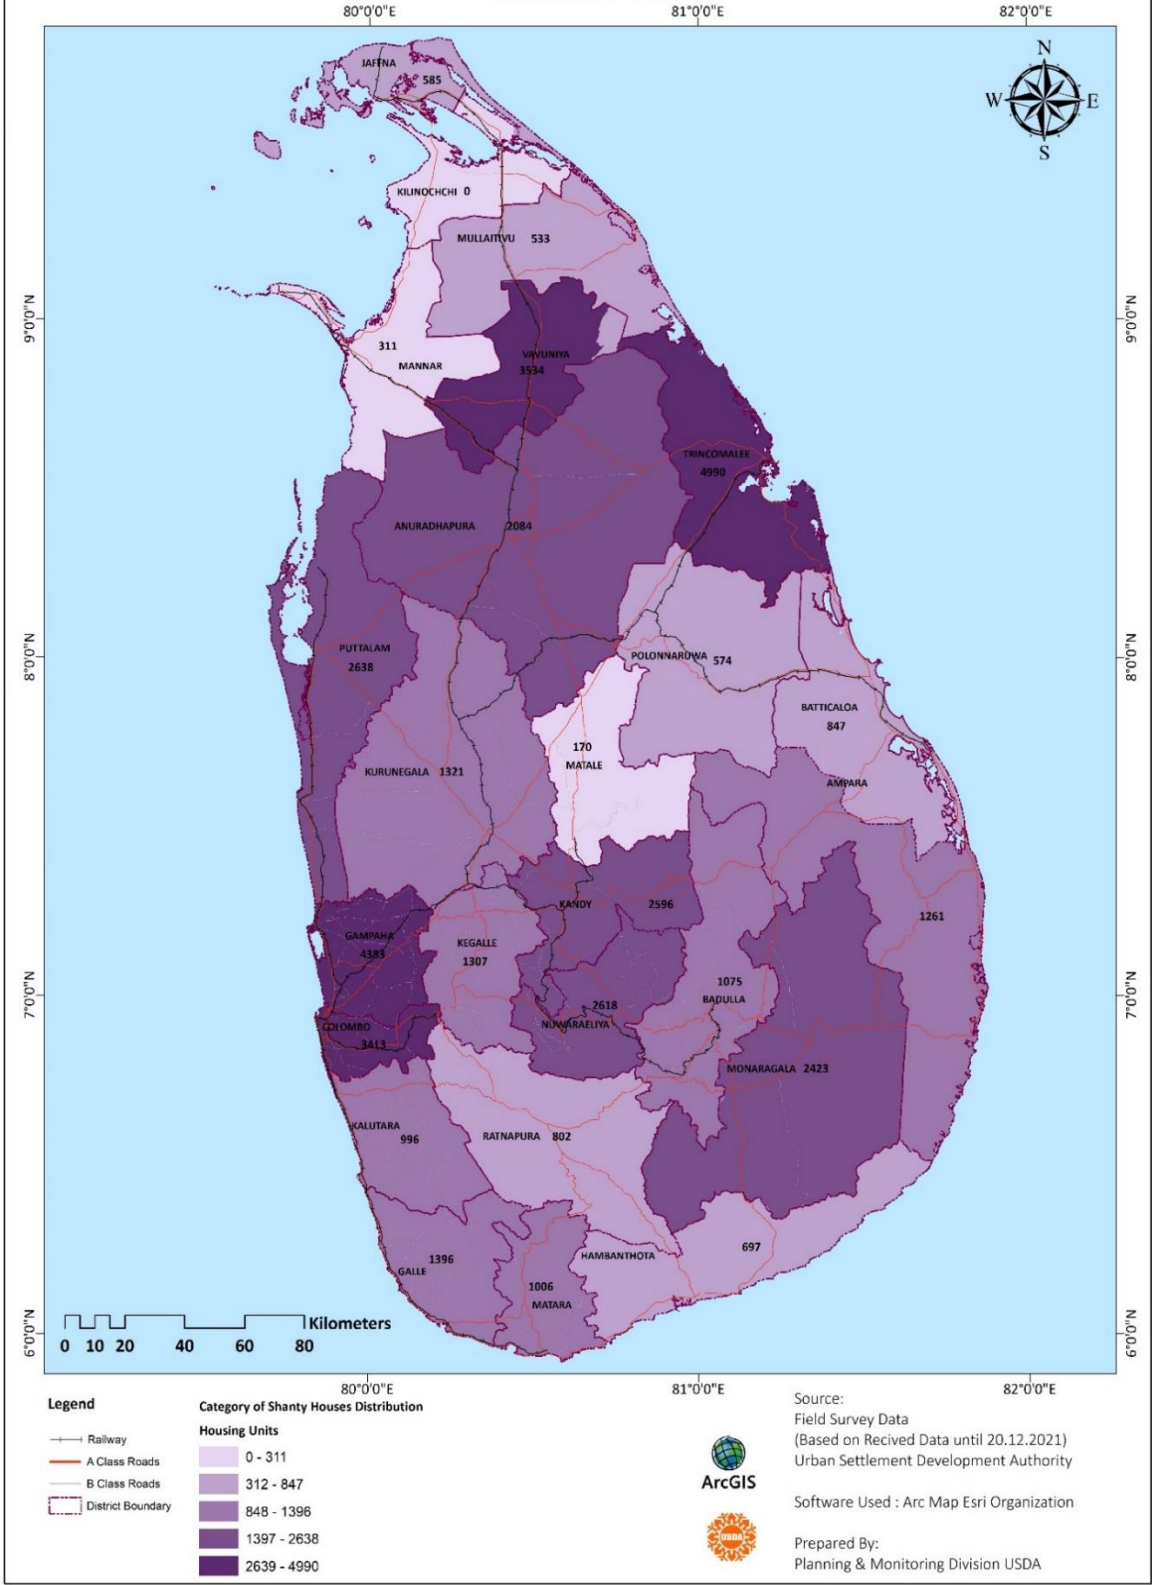 80°0'0"E 81°0'0"E 82°0'0"E
N
W E
S
JAFFNA
585
KILINOCHCHI 0
MULLAITIVU 533
9°0'0"N 9°0'0"N
311
MANNAR
VAVUNIYA
3534
TRINCOMALEE
4990
ANURADHAPURA 2084
PUTTALAM
2638
8°0'0"N 8°0'0"N
POLONNARUWA 574
BATTICALOA
847
170
MATALE
KURUNEGALA 1321
AMPARA
KANDY 2596
1261
GAMPAHA
4383
KEGALLE
1307
1075
BADULLA
7°0'0"N 7°0'0"N
2618
NUWARAELIYA
COLOMBO
3413
MONARAGALA 2423
KALUTARA
996
RATNAPURA 802
697
HAMBANTHOTA
1396
GALLE
1006
MATARA
6°0'0"N 6°0'0"N
Kilometers
0 10 20 40 60 80
80°0'0"E 81°0'0"E 82°0'0"E
Legend
Railway
A Class Roads
B Class Roads
District Boundary
Category of Shanty Houses Distribution
Housing Units
0 - 311
312 - 847
848 - 1396
1397 - 2638
2639 - 4990
ArcGIS
USDA
Source:
Field Survey Data
(Based on Recived Data until 20.12.2021)
Urban Settlement Development Authority
Software Used : Arc Map Esri Organization
Prepared By:
Planning & Monitoring Division USDA